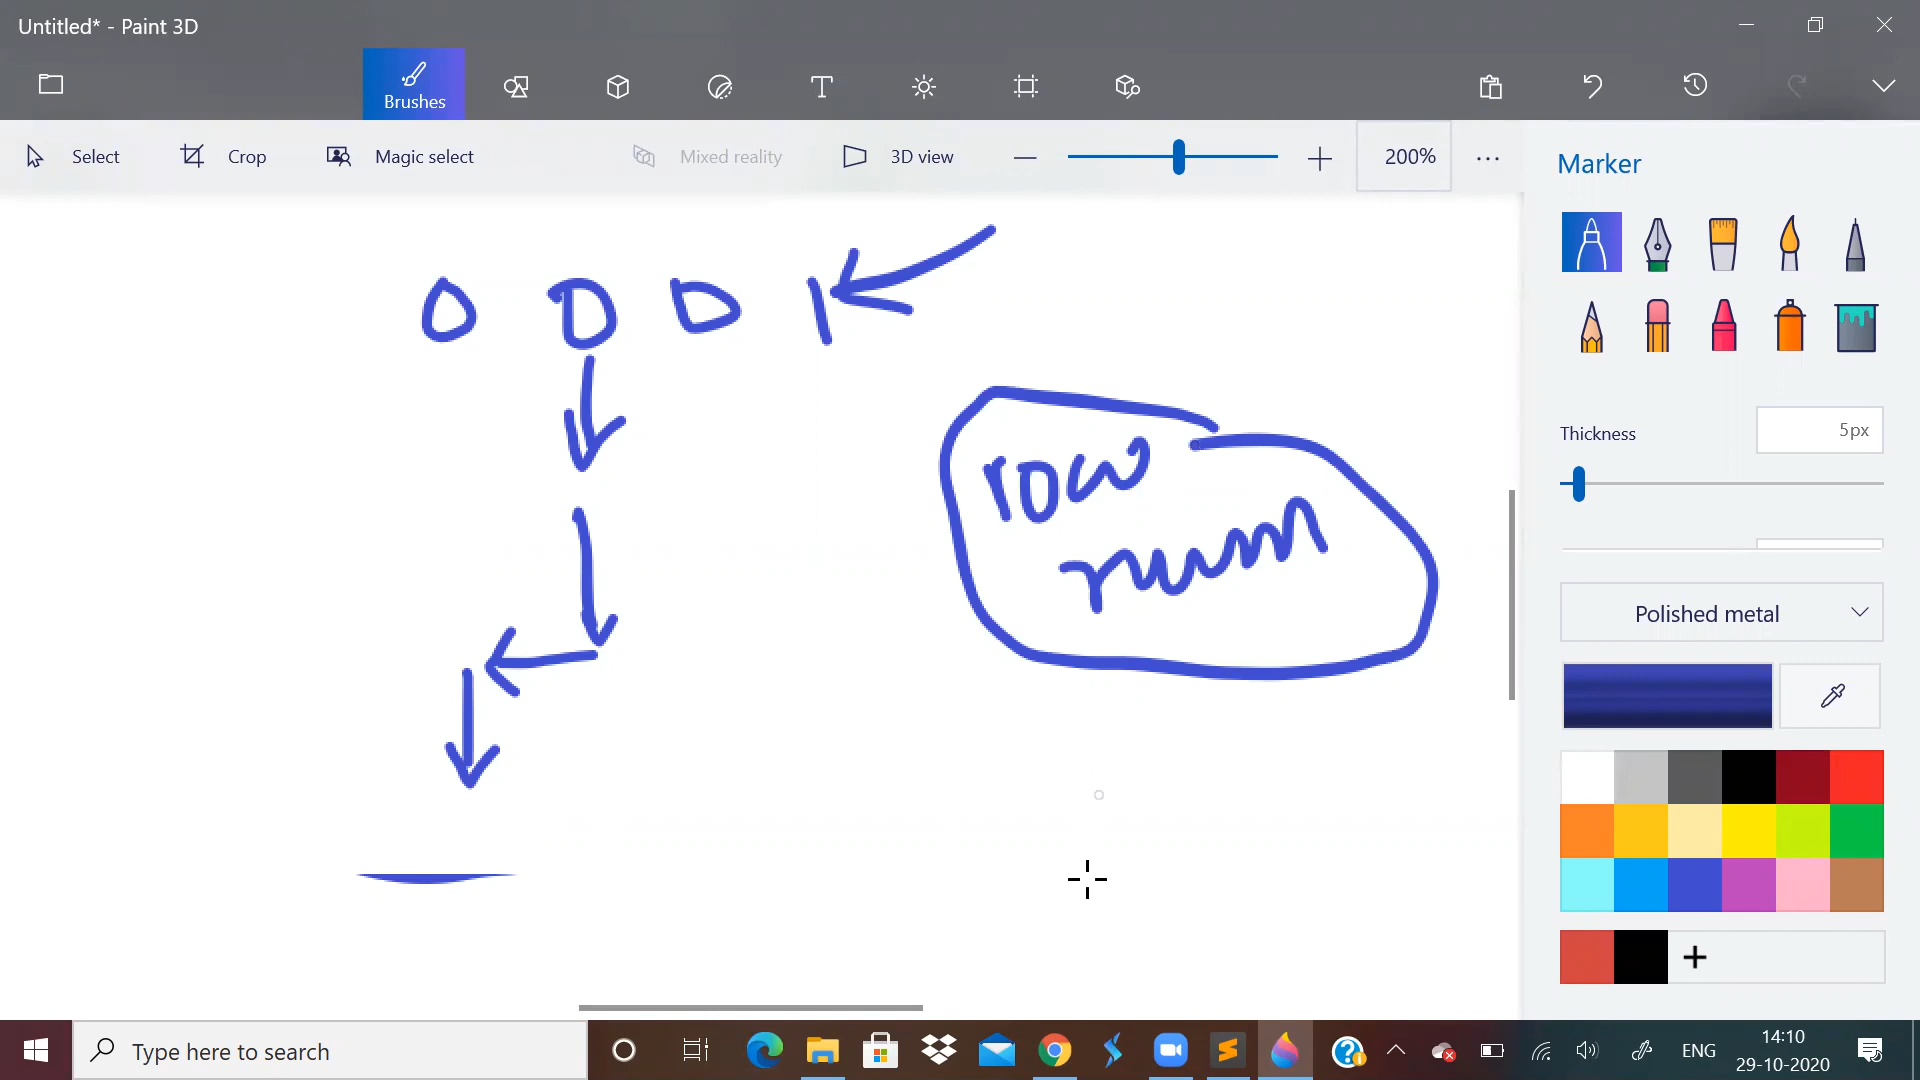 Untitled* - Paint 3D
Brushes
Select Crop Magic select Mixed reality 3D view 200%
Marker
Thickness 5px
Polished metal
0 0 0 1
row
num
Type here to search
ENG
14:10
29-10-2020